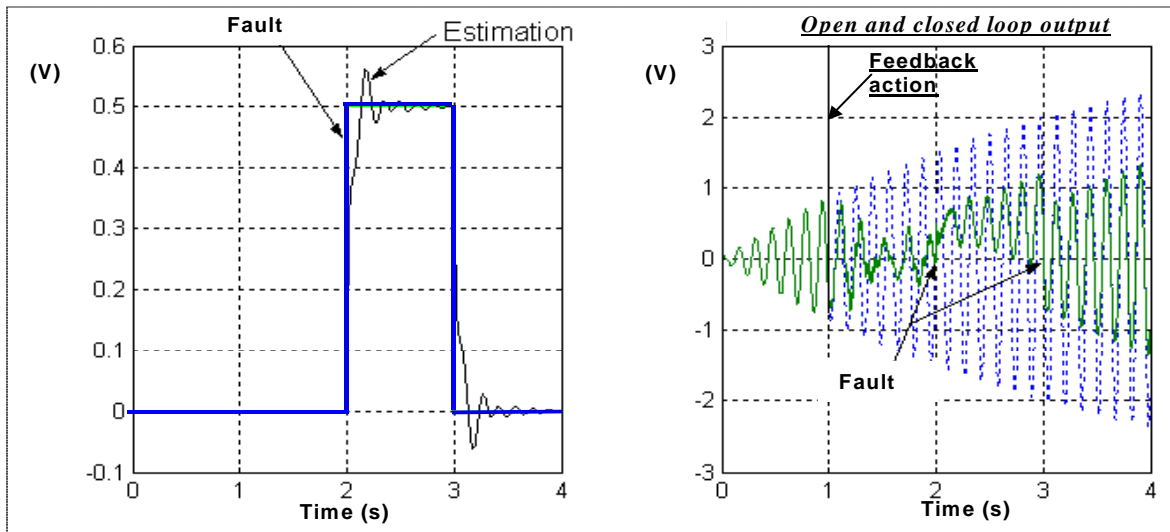 Fault
Estimation
(V)
0.6
0.5
0.4
0.3
0.2
0.1
0
-0.1
0
1
2
3
4
Time (s)
Open and closed loop output
(V)
Feedback
action
3
2
1
0
-1
-2
-3
Fault
0
1
2
3
4
Time (s)